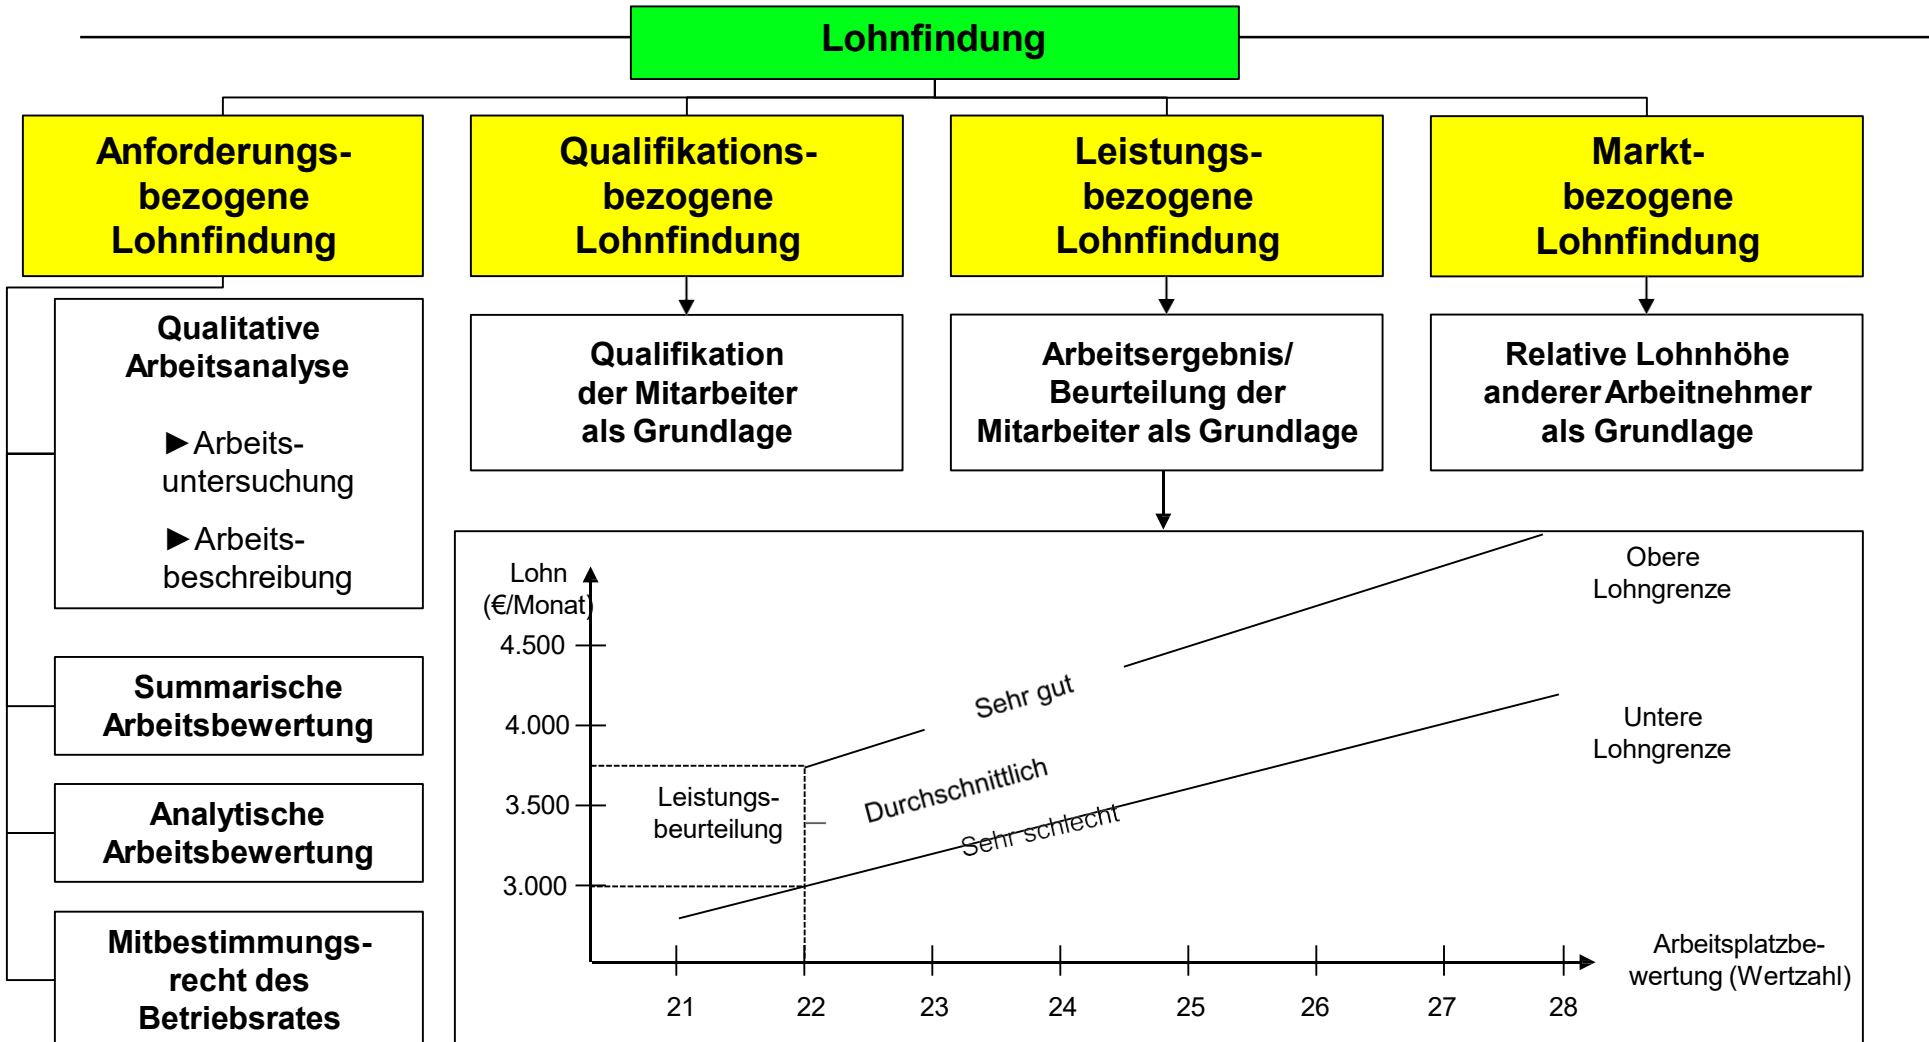 Lohnfindung
Anforderungs-
bezogene
Lohnfindung
Qualifikations-
bezogene
Lohnfindung
Leistungs-
bezogene
Lohnfindung
Markt-
bezogene
Lohnfindung
Qualitative
Arbeitsanalyse
►Arbeits-
untersuchung
►Arbeits-
beschreibung
Summarische
Arbeitsbewertung
Analytische
Arbeitsbewertung
Mitbestimmungs-
recht des
Betriebsrates
Qualifikation
der Mitarbeiter
als Grundlage
Arbeitsergebnis/
Beurteilung der
Mitarbeiter als Grundlage
Relative Lohnhöhe
anderer Arbeitnehmer
als Grundlage
Lohn
(€/Monat)
4.500
4.000
3.500
3.000
Leistungs-
beurteilung
Sehr gut
Durchschnittlich
Sehr schlecht
Obere
Lohngrenze
Untere
Lohngrenze
Arbeitsplatzbe-
wertung (Wertzahl)
21 22 23 24 25 26 27 28